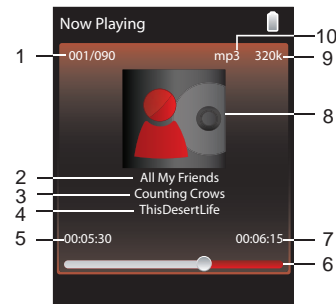 Now Playing
10
1 001/090 mp3 320k 9
8
2 All My Friends
3 Counting Crows
4 ThisDesertLife
5 00:05:30 00:06:15 7
6